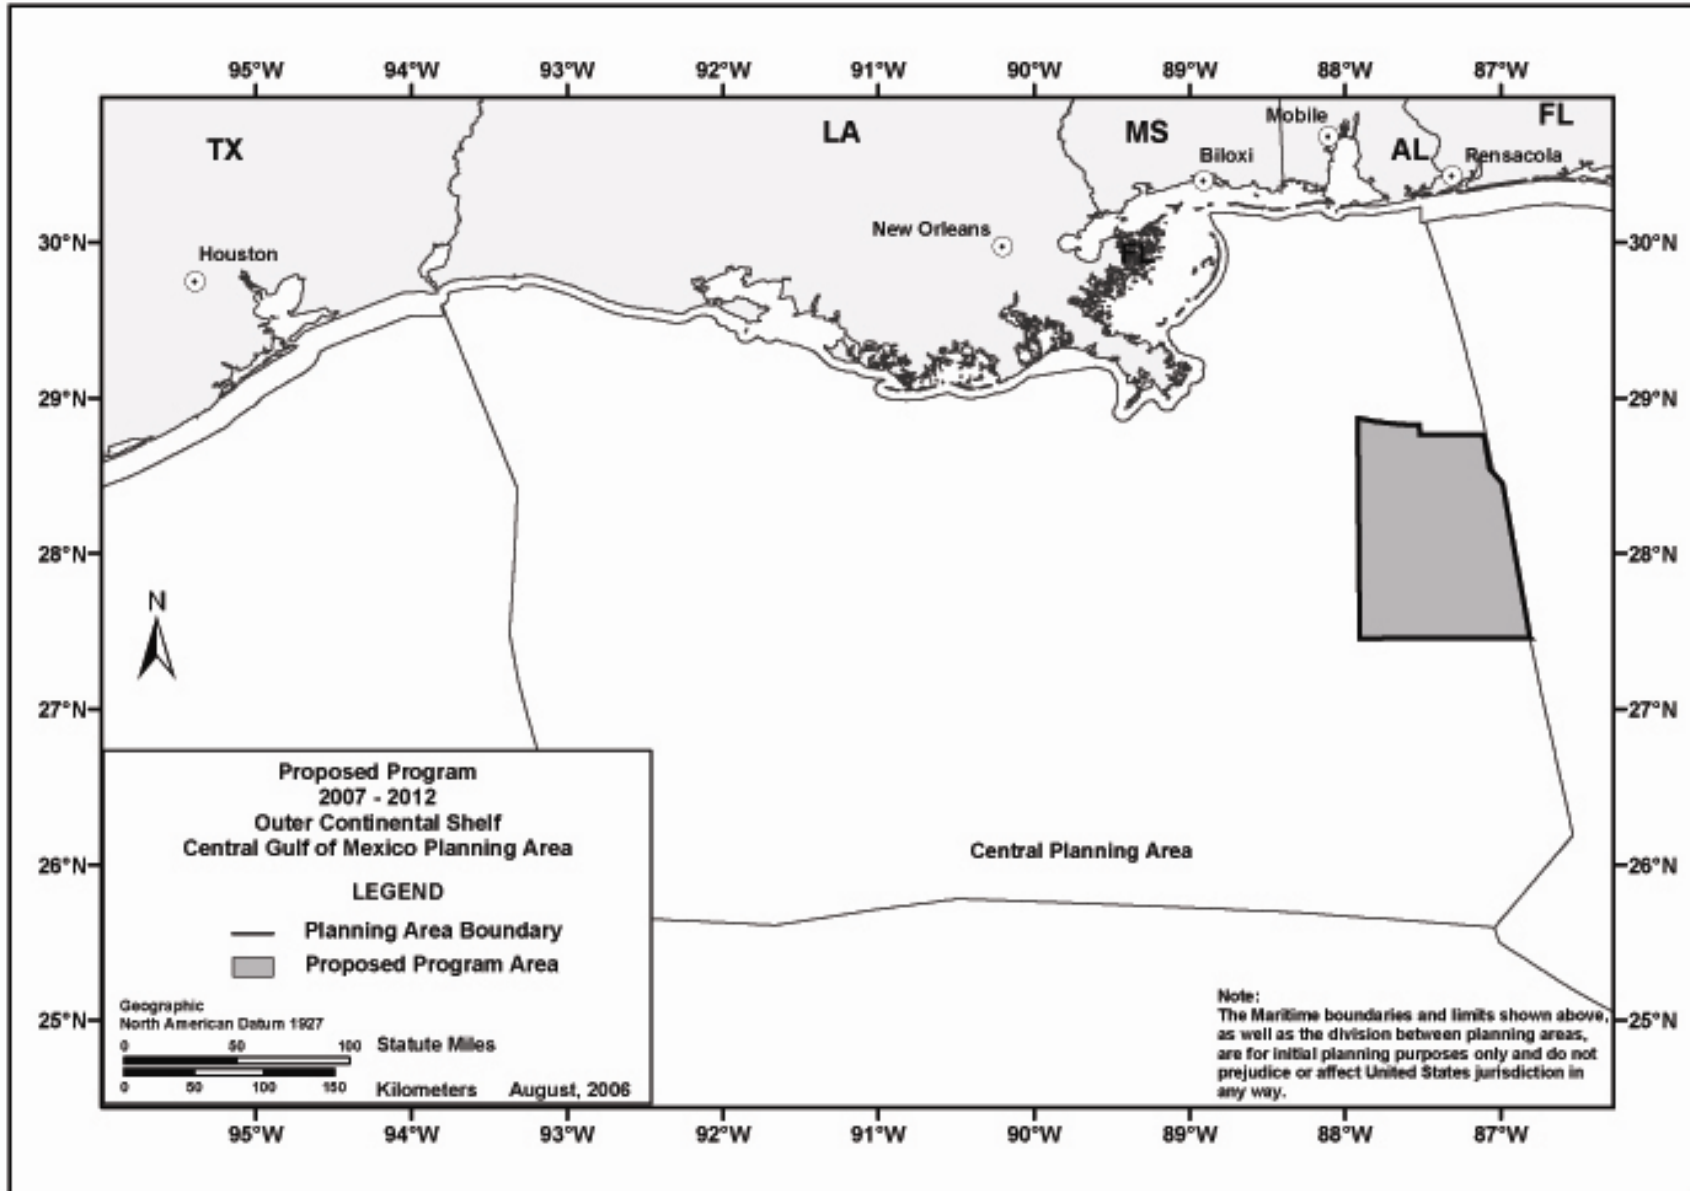 95°W 94°W 93°W 92°W 91°W 90°W 89°W 88°W 87°W
TX
LA
MS
Mobile
FL
AL
Biloxi
Rensacola
New Orleans
30°N
30°N
Houston
FL
29°N
29°N
28°N
28°N
N
27°N
27°N
Proposed Program
2007 - 2012
Outer Continental Shelf
Central Gulf of Mexico Planning Area
LEGEND
Planning Area Boundary
Proposed Program Area
Geographic
North American Datum 1927
0 50 100 Statute Miles
0 50 100 150 Kilometers August, 2006
Central Planning Area
26°N
26°N
25°N
25°N
Note:
The Maritime boundaries and limits shown above,
as well as the division between planning areas,
are for initial planning purposes only and do not
prejudice or affect United States jurisdiction in
any way.
95°W 94°W 93°W 92°W 91°W 90°W 89°W 88°W 87°W